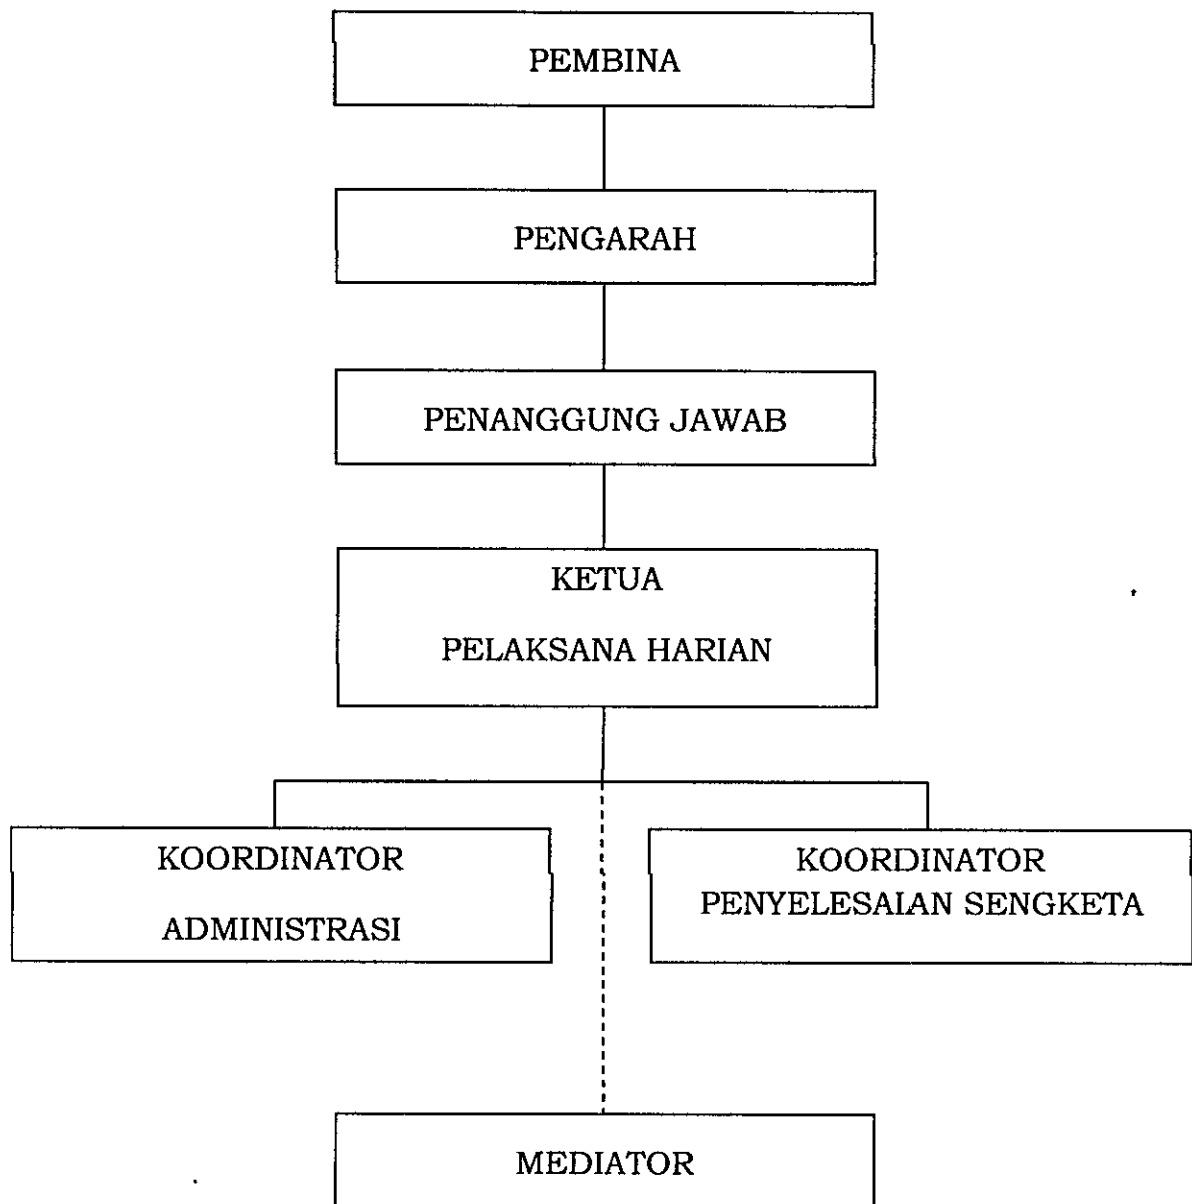 PEMBINA
PENGARAH
PENANGGUNG JAWAB
KETUA
PELAKSANA HARIAN
KOORDINATOR
ADMINISTRASI
KOORDINATOR
PENYELESAIAN SENGKETA
MEDIATOR